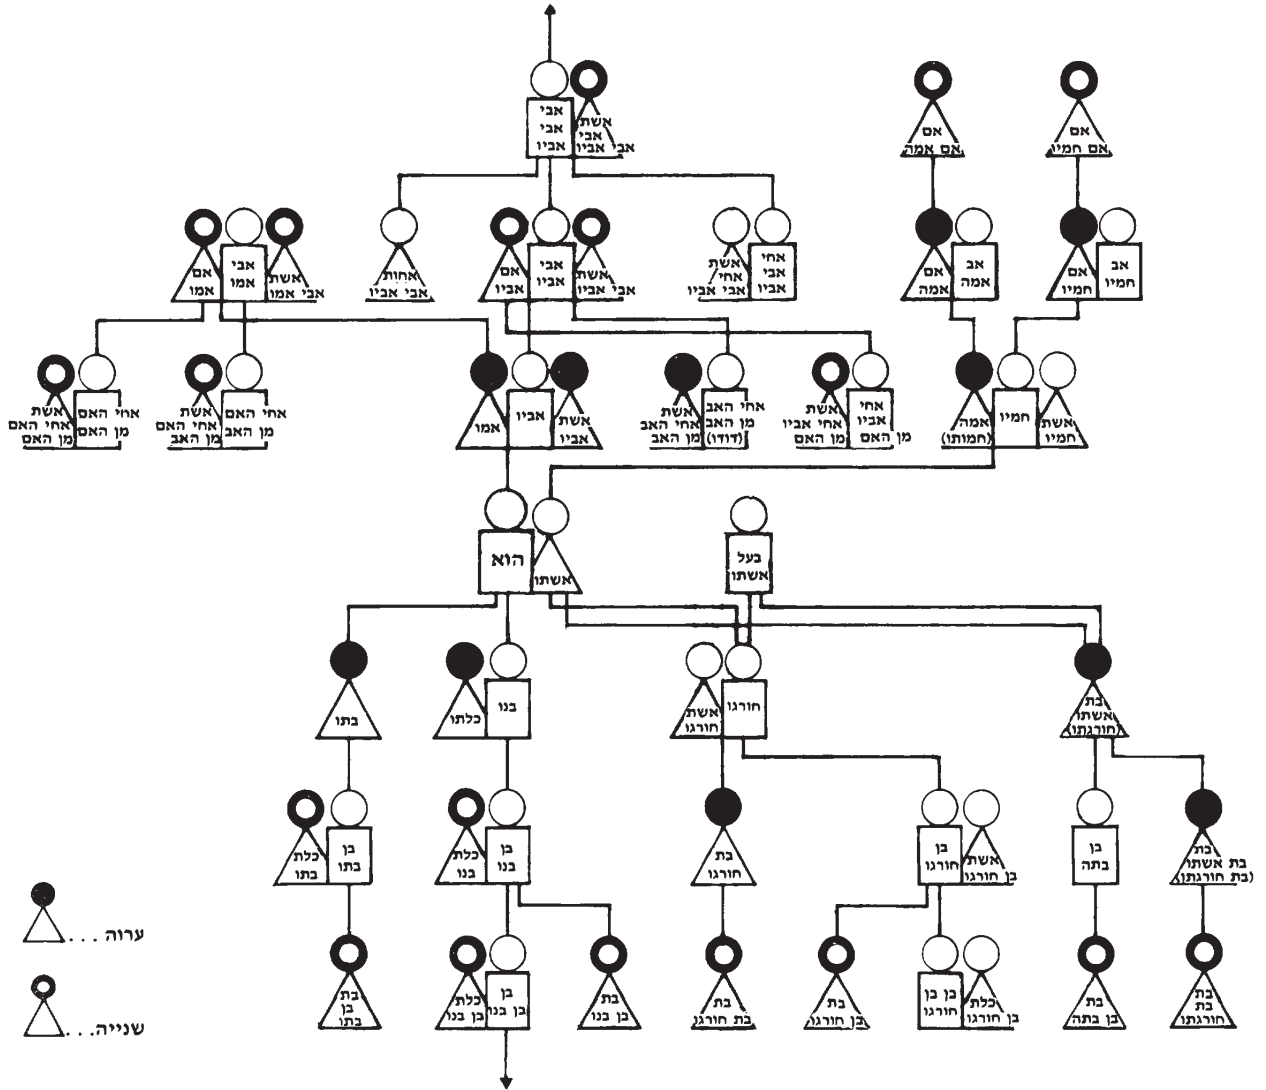 אבי
אבי
אביו
אשת
אבי
אבי אביו
אם
אם אמה
אם
אם חמיו
אם
אמו
אבי
אמו
אשת
אבי אמו
אחות
אבי אביו
אם
אביו
אבי
אביו
אשת
אבי אביו
אשת
אחי
אבי אביו
אחי
אבי
אביו
אם
אמה
אב
אמה
אם
חמיו
אב
חמיו
אשת
אחי האם
מן האם
אחי האם
מן האם
אשת
אחי האם
מן האב
אחי האם
מן האב
אמו
אביו
אשת
אביו
אשת
אחי האב
מן האב
אחי האב
מן האב
(דודו)
אשת
אחי אביו
מן האם
אחי
אביו
מן האם
אמה
(חמותו)
חמיו
אשת
חמיו
הוא
אשתו
בעל
אשתו
בתו
כלתו
בנו
אשת
חורגו
חורגו
בת
אשתו
(חורגתו)
כלת
בתו
בן
בתו
כלת
בנו
בן
בנו
בת
חורגו
בן
חורגו
אשת
בן חורגו
בן
בתה
בת
בת אשתו
(בת חורגתו)
ערוה...
בת
בן
בתו
כלת
בן בנו
בן
בן בנו
בת
בן בנו
בת
בת חורגו
בת
בן חורגו
בן בן
חורגו
כלת
בן חורגו
בת
בן בתה
בת
בת
חורגתו
שנייה...